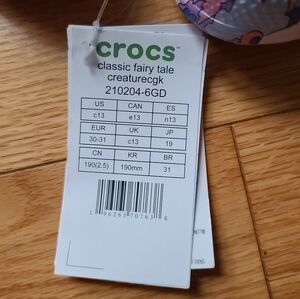 crocs™
classic fairy tale
creaturecgk
210204-6GD
US CAN ES
c13 e13 n13
EUR UK JP
30-31 c13 19
CN KR BR
190(2.5) 190mm 31